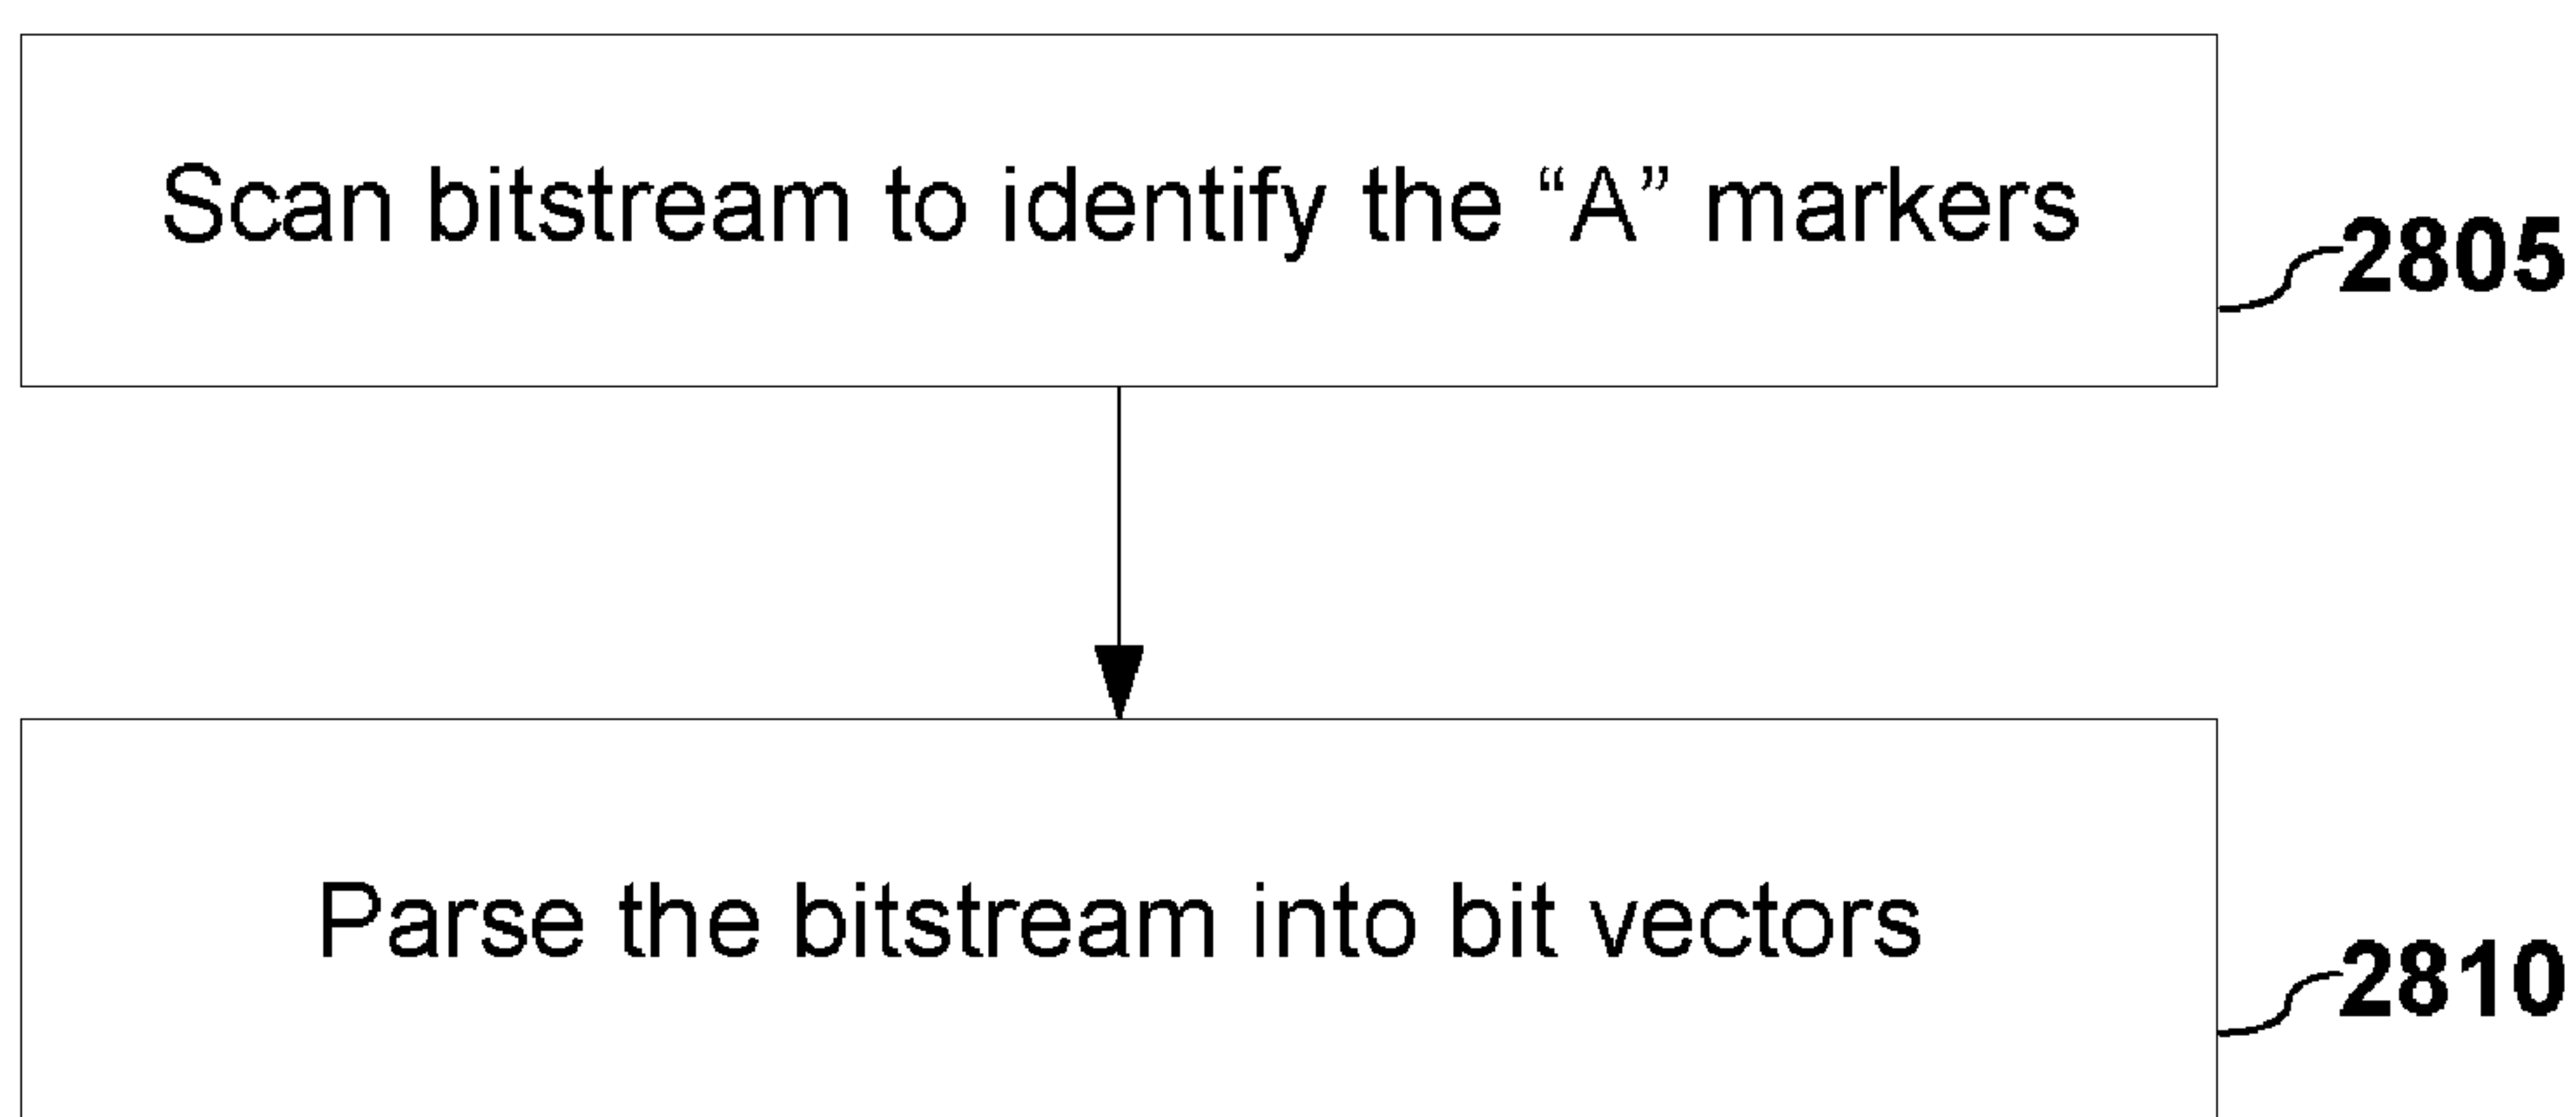 Scan bitstream to identify the “A” markers
2805
Parse the bitstream into bit vectors
2810